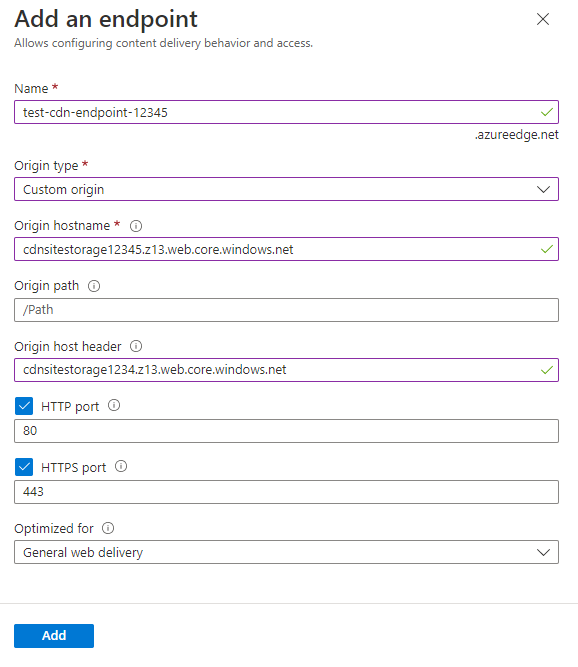 Add an endpoint
Allows configuring content delivery behavior and access.
Name *
test-cdn-endpoint-12345
.azureedge.net
Origin type *
Custom origin
Origin hostname *
cdnsitestorage12345.z13.web.core.windows.net
Origin path
/Path
Origin host header
cdnsitestorage1234.z13.web.core.windows.net
HTTP port
80
HTTPS port
443
Optimized for
General web delivery
Add